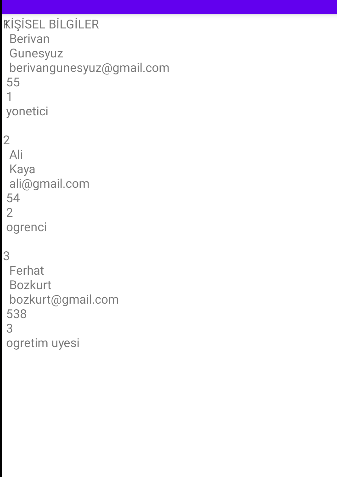 KİŞİSEL BİLGİLER
Berivan
Gunesyuz
berivangunesyuz@gmail.com
55
1
yonetici
2
Ali
Kaya
ali@gmail.com
54
2
ogrenci
3
Ferhat
Bozkurt
bozkurt@gmail.com
538
3
ogretim uyesi